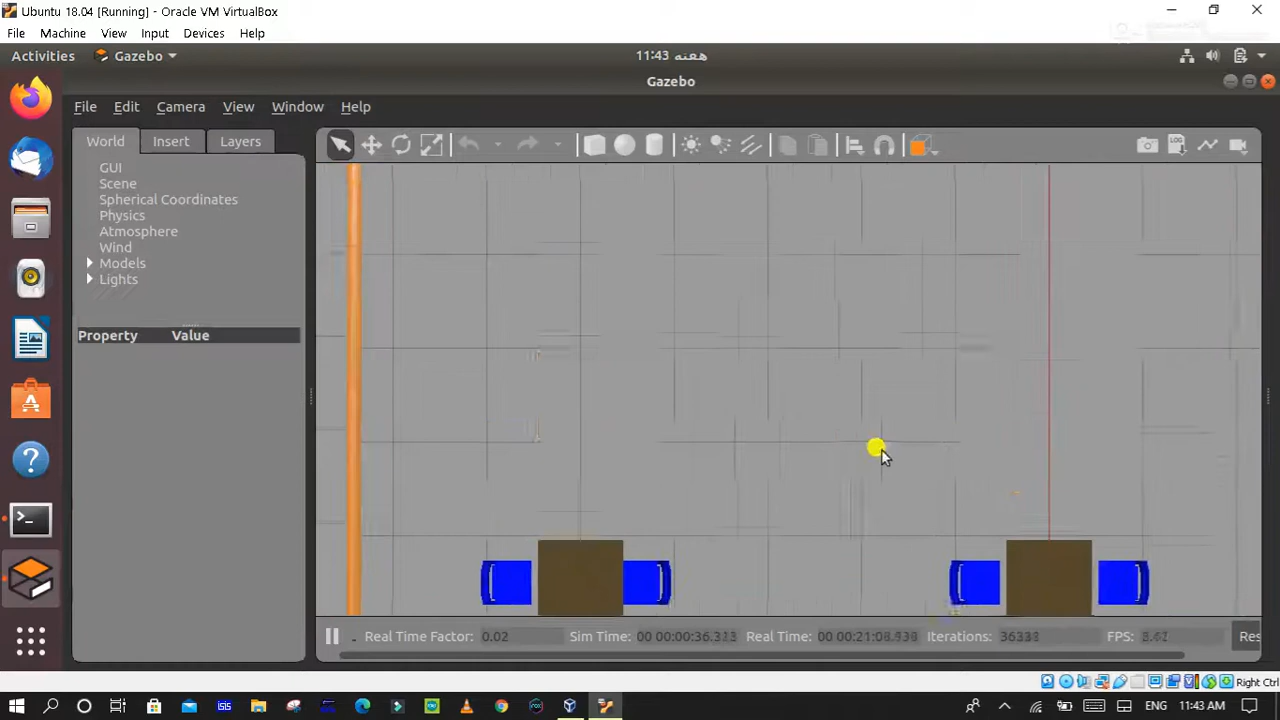 Ubuntu 18.04 [Running] - Oracle VM VirtualBox
File Machine View Input Devices Help
Activities Gazebo 11:43 هفته
Gazebo
File Edit Camera View Window Help
World Insert Layers
GUI
Scene
Spherical Coordinates
Physics
Atmosphere
Wind
Models
Lights
Property Value
Real Time Factor: 0.02 Sim Time: Real Time: Iterations: FPS: Res
Right Ctrl
ENG 11:43 AM